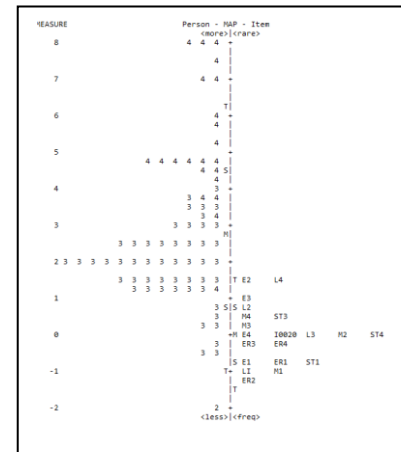 MEASURE Person - MAP - Item
<more>|<rare>
8 4 4 4 +
|
4 |
|
7 4 4 +
|
|
T|
6 4 +
4 |
|
4 |
5 +
4 4 4 4 4 4 |
4 4 S|
4 |
4 3 +
3 4 4 |
3 3 3 |
3 4 |
3 3 3 3 3 +
M|
3 3 3 3 3 3 3 3 |
|
2 3 3 3 3 3 3 3 3 3 3 3 3 +
|
3 3 3 3 3 3 3 3 |T E2 L4
3 3 3 3 3 3 4 |
1 + E3
3 S|S L2
3 | M4 ST3
3 3 | M3
0 +M E4 I0020 L3 M2 ST4
3 | ER3 ER4
3 3 |
|S E1 ER1 ST1
-1 T+ LI M1
| ER2
|T
|
-2 2 +
<less>|<freq>